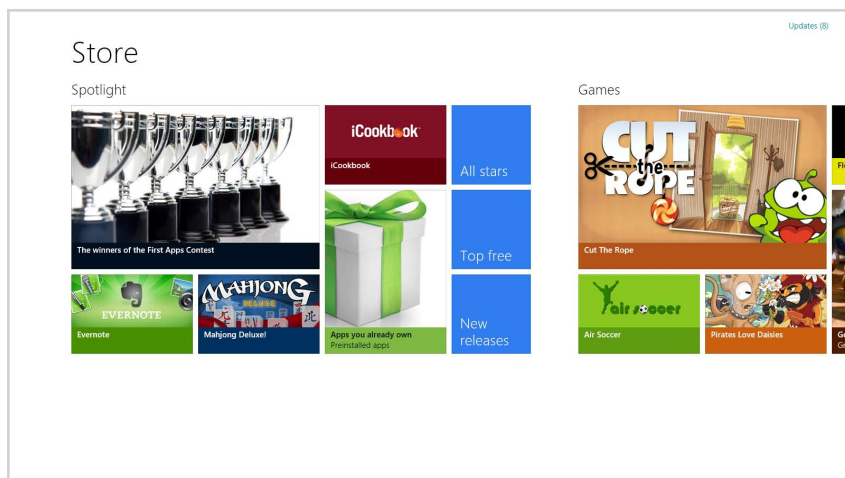 Updates (8)
Store
Spotlight
The winners of the First Apps Contest
iCookbook
iCookbook
All stars
EVERNOTE
Evernote
MAHJONG
DELUXE
Mahjong Deluxe!
Apps you already own
Preinstalled apps
Top free
New
releases
Games
CUT
the
ROPE
Cut The Rope
air soccer
Air Soccer
Pirates Love Daisies